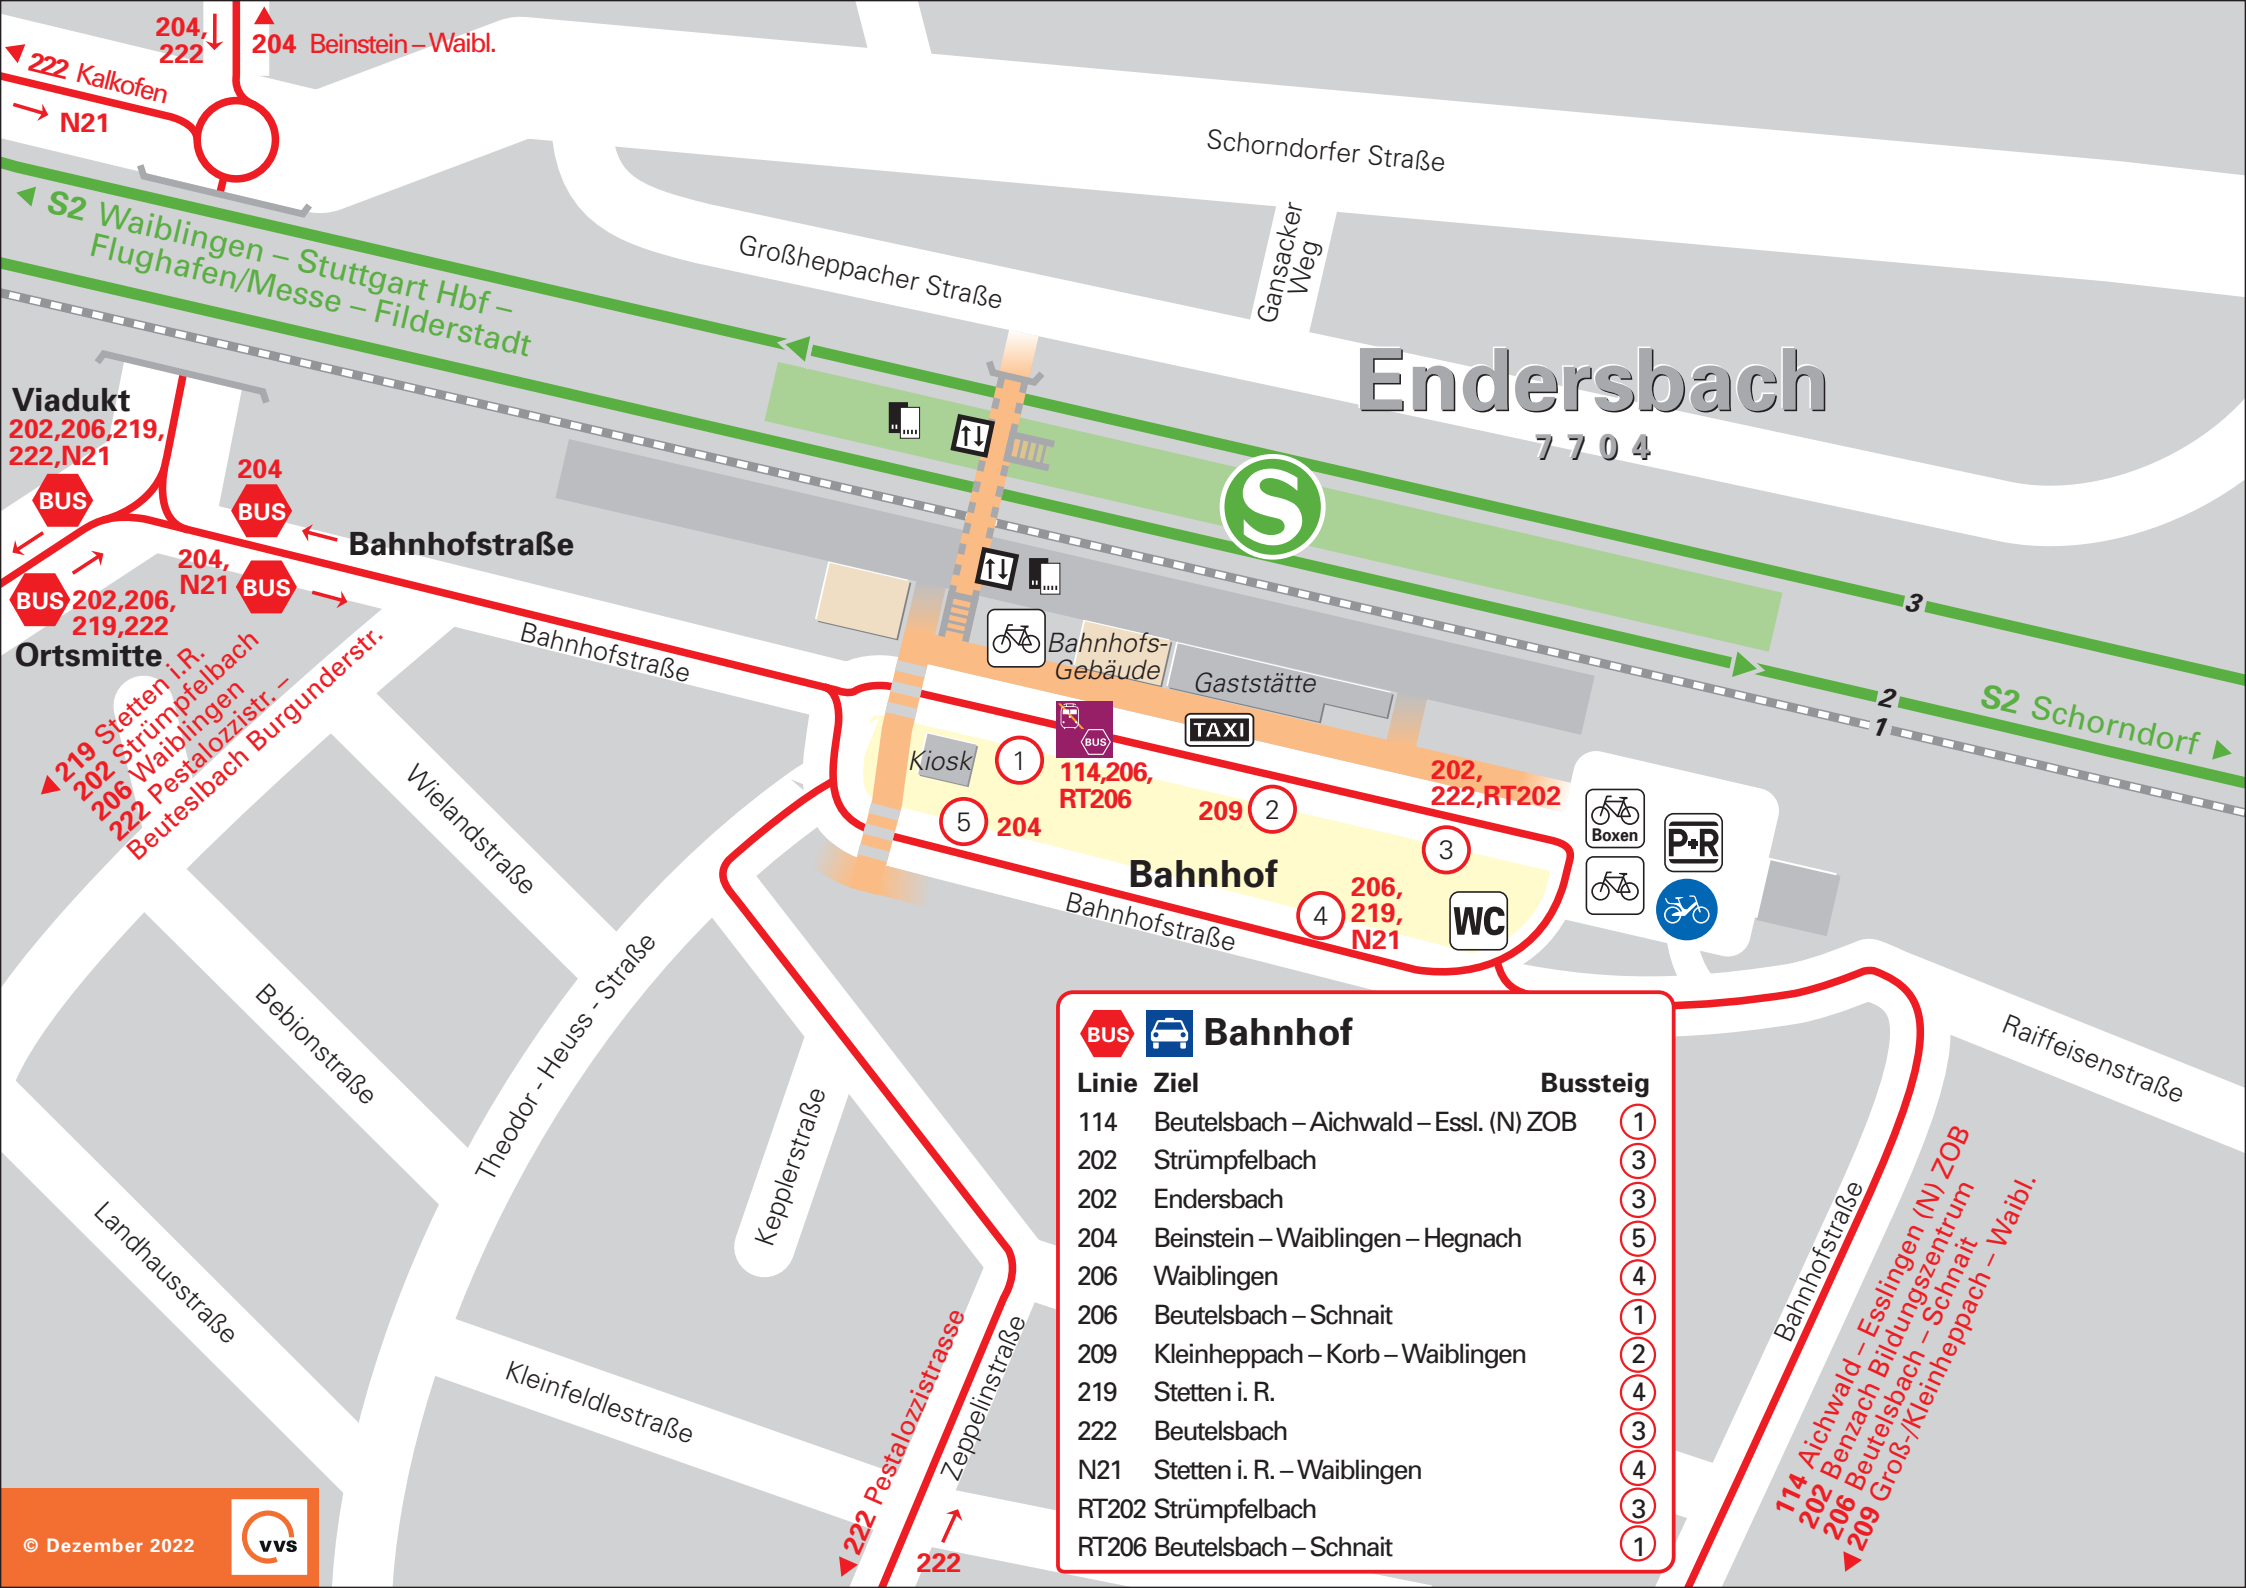 204,
222
204 Beinstein – Waibl.
222 Kalkofen
N21
S2 Waiblingen – Stuttgart Hbf –
Flughafen/Messe – Filderstadt
Schorndorfer Straße
Großheppacher Straße
Gansacker
Weg
Endersbach
7704
Viadukt
202,206,219,
222,N21
BUS
204
BUS
Bahnhofstraße
204,
N21
BUS
BUS
202,206,
219,222
Ortsmitte
219 Stetten i.R.
202 Strümpfelbach
206 Waiblingen
222 Pestalozzistr. –
Beuteslbach Burgunderstr.
Bahnhofstraße
S
3
2
1
S2 Schorndorf
Bahnhofs-
Gebäude
Gaststätte
TAXI
Kiosk
1
BUS
114,206,
RT206
209
2
202,
222,RT202
3
5
204
Bahnhof
4
206,
219,
N21
WC
Boxen
P+R
Bahnhofstraße
Wielandstraße
Bebionstraße
Theodor - Heuss - Straße
Kepplerstraße
Landhausstraße
Kleinfeldlestraße
Zeppelinstraße
222 Pestalozzistrasse
222
Raiffeisenstraße
Bahnhofstraße
114 Aichwald – Esslingen (N) ZOB
202 Benzach Bildungszentrum
206 Beutelsbach – Schnait
209 Groß-/Kleinheppach – Waibl.
BUS Bahnhof
Linie Ziel Bussteig
114 Beutelsbach – Aichwald – Essl. (N) ZOB 1
202 Strümpfelbach 3
202 Endersbach 3
204 Beinstein – Waiblingen – Hegnach 5
206 Waiblingen 4
206 Beutelsbach – Schnait 1
209 Kleinheppach – Korb – Waiblingen 2
219 Stetten i. R. 4
222 Beutelsbach 3
N21 Stetten i. R. – Waiblingen 4
RT202 Strümpfelbach 3
RT206 Beutelsbach – Schnait 1
© Dezember 2022
vvs